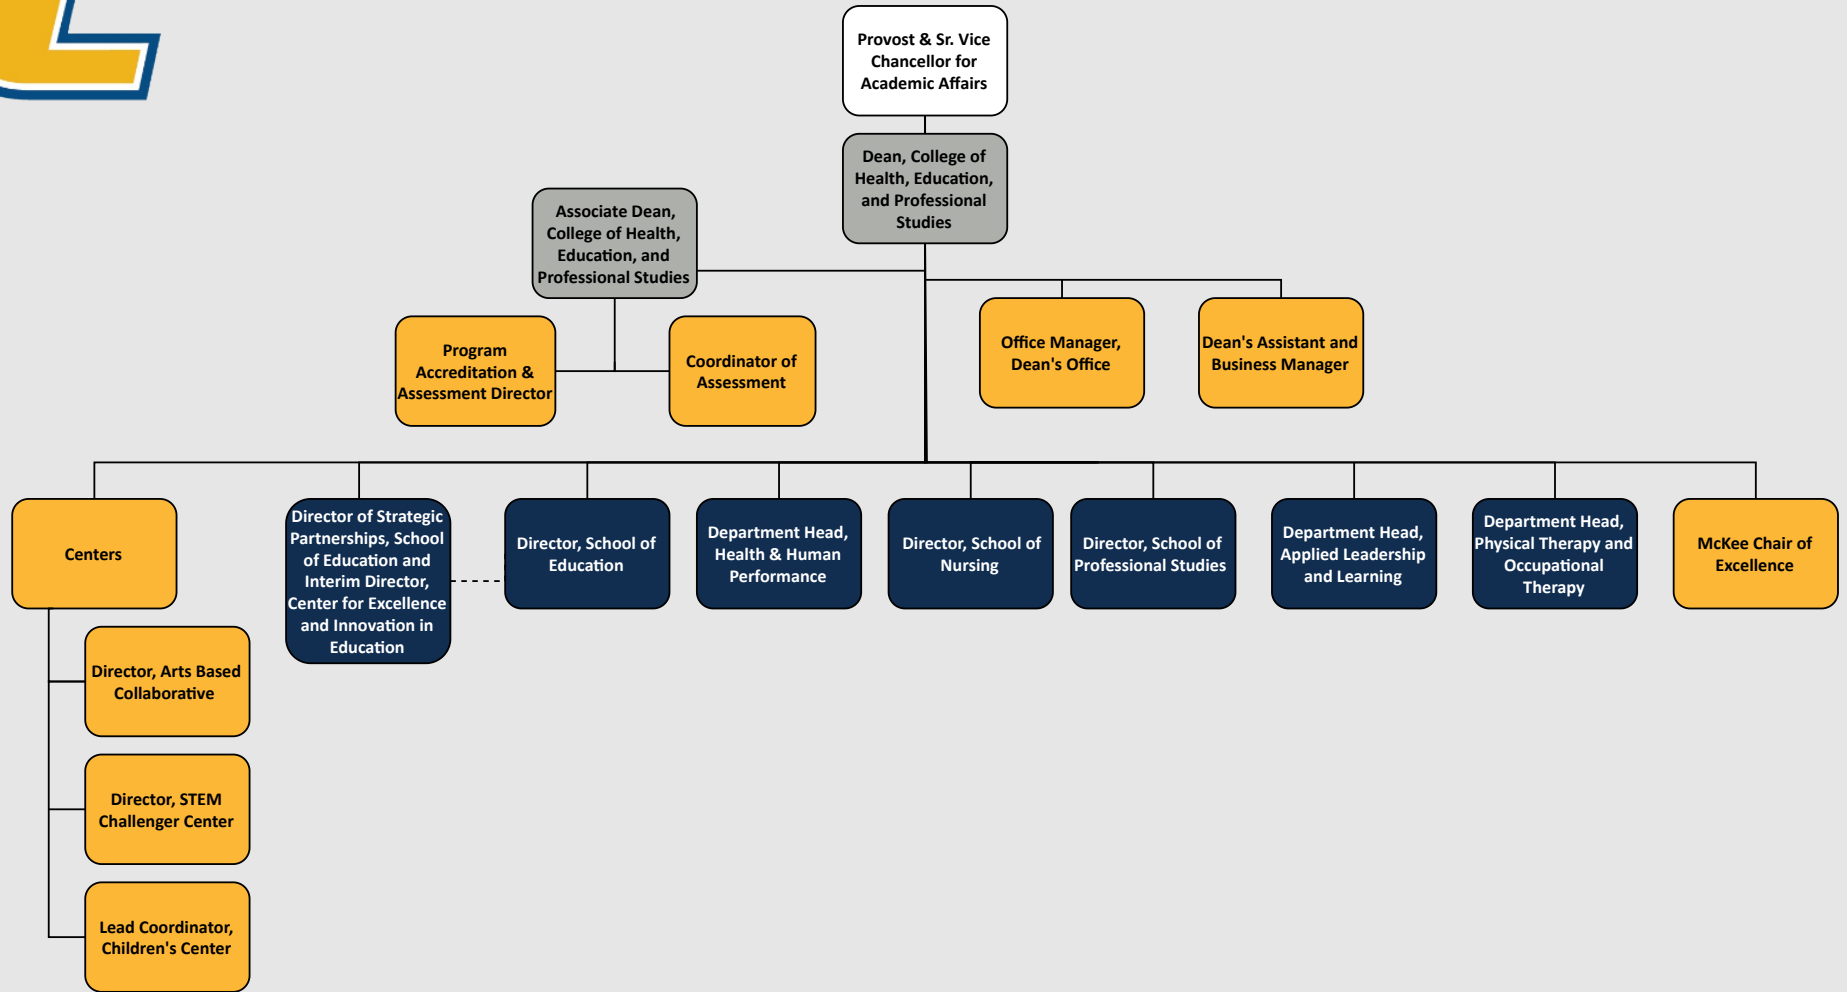 Provost & Sr. Vice
Chancellor for
Academic Affairs
Dean, College of
Health, Education,
and Professional
Studies
Associate Dean,
College of Health,
Education, and
Professional Studies
Program
Accreditation &
Assessment Director
Coordinator of
Assessment
Office Manager,
Dean's Office
Dean's Assistant and
Business Manager
Centers
Director of Strategic
Partnerships, School
of Education and
Interim Director,
Center for Excellence
and Innovation in
Education
Director, School of
Education
Department Head,
Health & Human
Performance
Director, School of
Nursing
Director, School of
Professional Studies
Department Head,
Applied Leadership
and Learning
Department Head,
Physical Therapy and
Occupational
Therapy
McKee Chair of
Excellence
Director, Arts Based
Collaborative
Director, STEM
Challenger Center
Lead Coordinator,
Children's Center